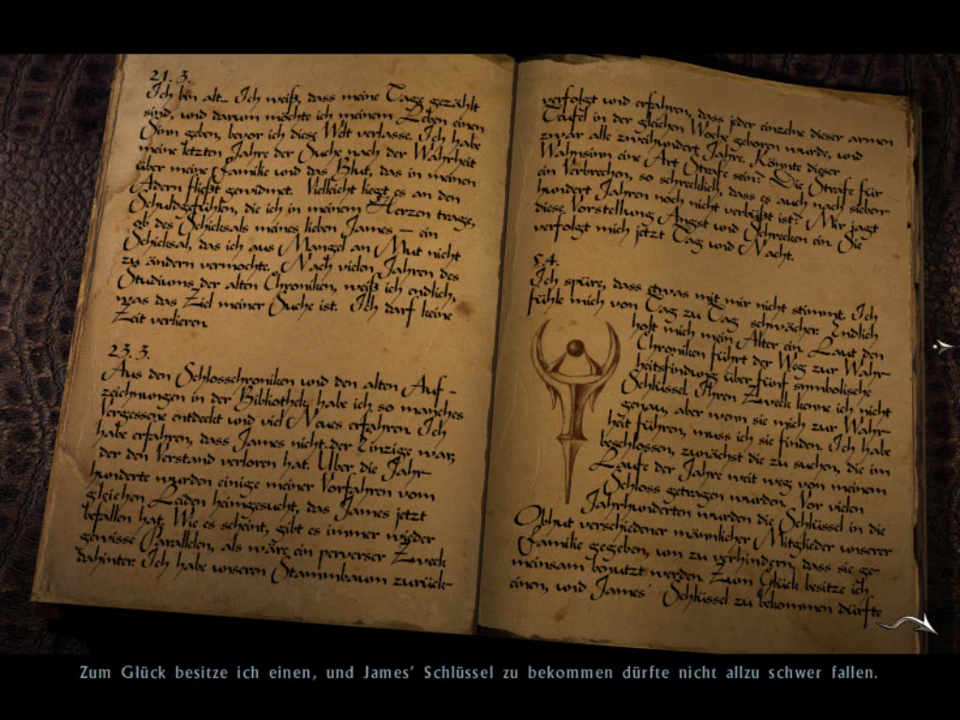 21. 3.
Ich bin alt. Ich weiß, dass meine Tage gezählt
sind, und darum möchte ich meinem Leben einen
Sinn geben, bevor ich diese Welt verlasse. Ich habe
meine letzten Jahre der Suche nach der Wahrheit
über meine Familie und das Blut, das in meinen
Adern fließt gewidmet. Vielleicht liegt es an den
Schuldgefühlen, die ich in meinem Herzen trage,
ob des Schicksals meines lieben James – ein
Schicksal, das ich aus Mangel an Mut nicht
zu ändern vermochte. Nach vielen Jahren des
Studiums der alten Chroniken, weiß ich endlich,
was das Ziel meiner Suche ist. Ich darf keine
Zeit verlieren.
23. 3.
Aus den Schlosschroniken und den alten Auf-
zeichnungen in der Bibliothek, habe ich so manches
Vergessene entdeckt und viel Neues erfahren. Ich
habe erfahren, dass James nicht der Einzige war,
der den Verstand verloren hat. Über die Jahr-
hunderte wurden einige meiner Vorfahren vom
gleichen Leiden heimgesucht, das James jetzt
befallen hat. Wie es scheint, gibt es immer wieder
gewisse Parallelen, als wäre ein perverser Zweck
dahinter. Ich habe unseren Stammbaum zurück-
verfolgt und erfahren, dass jeder einzelne dieser armen
Teufel in der gleichen Woche geboren wurde, und
zwar alle zweihundert Jahre. Könnte dieser
Wahnsinn eine Art Strafe sein? Die Strafe für
ein Verbrechen, so schrecklich, dass es auch nach sieben-
hundert Jahren noch nicht verbüßt ist? Mir jagt
diese Vorstellung Angst und Schrecken ein. Sie
verfolgt mich jetzt Tag und Nacht.
5.4.
Ich spüre, dass etwas mit mir nicht stimmt. Ich
fühle mich von Tag zu Tag schwächer. Endlich
holt mich mein Alter ein. Laut den
Chroniken führt der Weg zur Wahr-
heitsfindung über fünf symbolische
Schlüssel. Ihren Zweck kenne ich nicht
genau, aber wenn sie mich zur Wahr-
heit führen, muss ich sie finden. Ich habe
beschlossen, zunächst die zu suchen, die im
Laufe der Jahre weit weg von meinem
Schloss getragen wurden. Vor vielen
Jahrhunderten wurden die Schlüssel in die
Obhut verschiedener männlicher Mitglieder unserer
Familie gegeben, um zu verhindern, dass sie ge-
meinsam benutzt werden. Zum Glück besitze ich
einen, und James' Schlüssel zu bekommen dürfte
Zum Glück besitze ich einen, und James' Schlüssel zu bekommen dürfte nicht allzu schwer fallen.